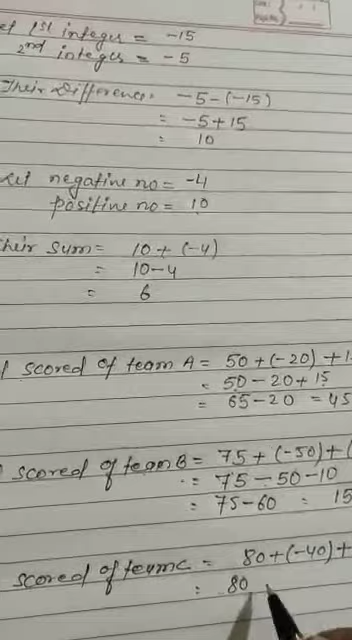 1st integer = -15
2nd integer = -5
Their Difference. -5-(-15)
= -5+15
= 10
Let negative no = -4
positive no = 10
Their sum = 10 + (-4)
= 10-4
= 6
scored of team A = 50 + (-20) + 1
= 50 - 20 + 15
= 65-20 = 45
scored of team B = 75 + (-50) + (
= 75 - 50 - 10
= 75-60 = 15
scored of team C = 80 + (-40) +
= 80